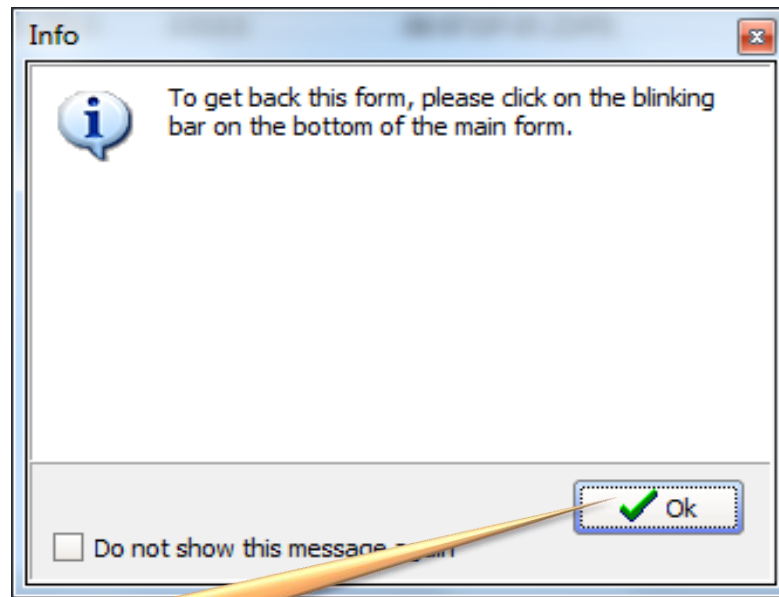 Info
To get back this form, please click on the blinking
bar on the bottom of the main form.
Ok
Do not show this message again